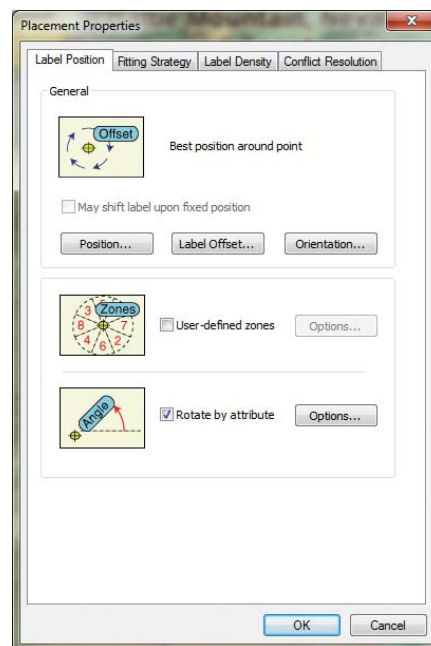 Mountain, Neva
Placement Properties
Label Position Fitting Strategy Label Density Conflict Resolution
General
Offset
Best position around point
May shift label upon fixed position
Position... Label Offset... Orientation...
Zones
3
8 7
4 6 2
User-defined zones Options...
Angle
Rotate by attribute Options...
OK Cancel